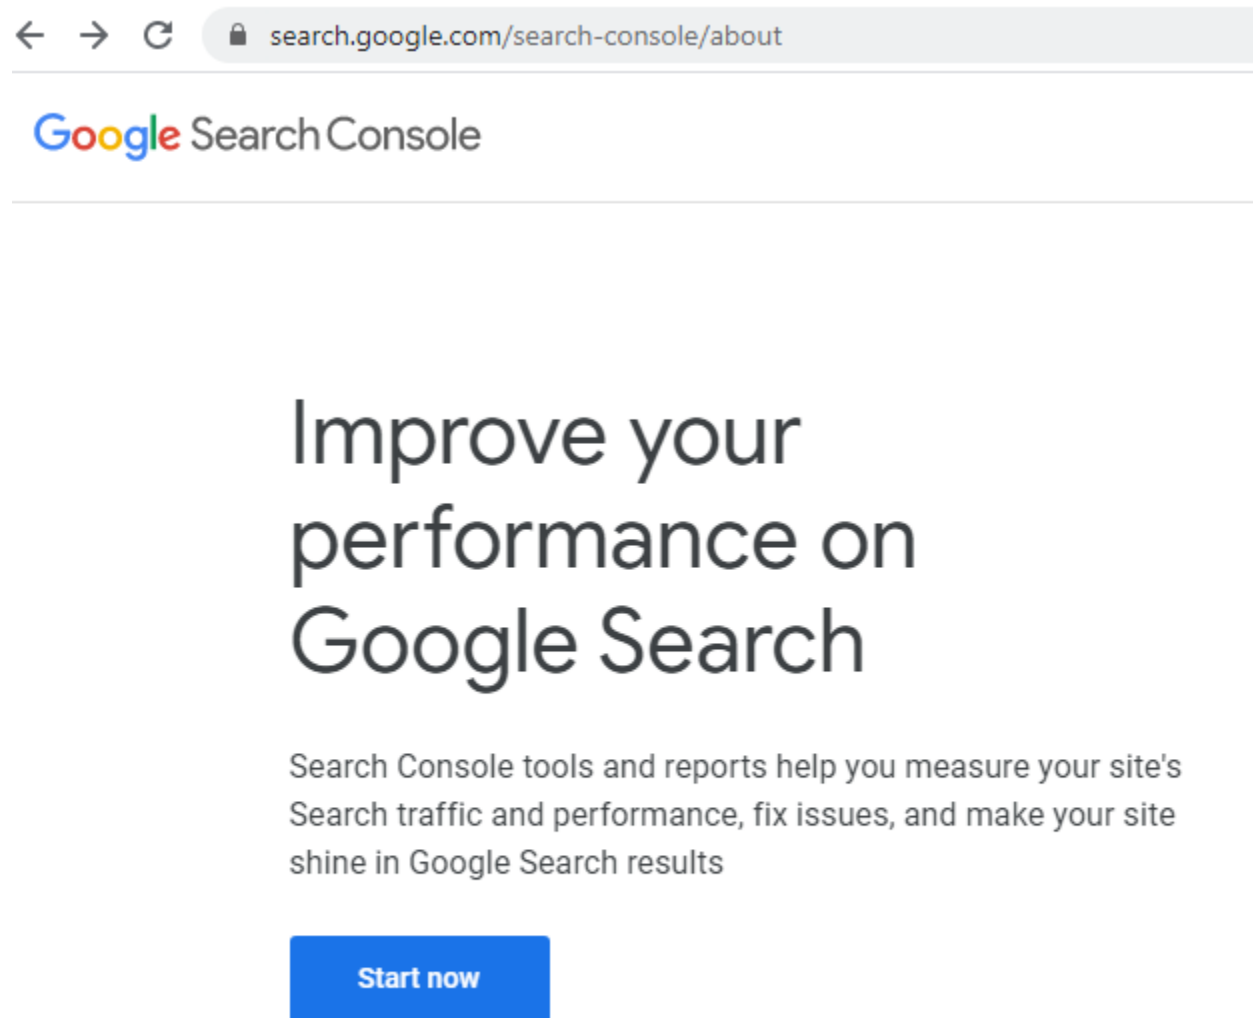 search.google.com/search-console/about
Google Search Console
Improve your
performance on
Google Search
Search Console tools and reports help you measure your site's
Search traffic and performance, fix issues, and make your site
shine in Google Search results
Start now